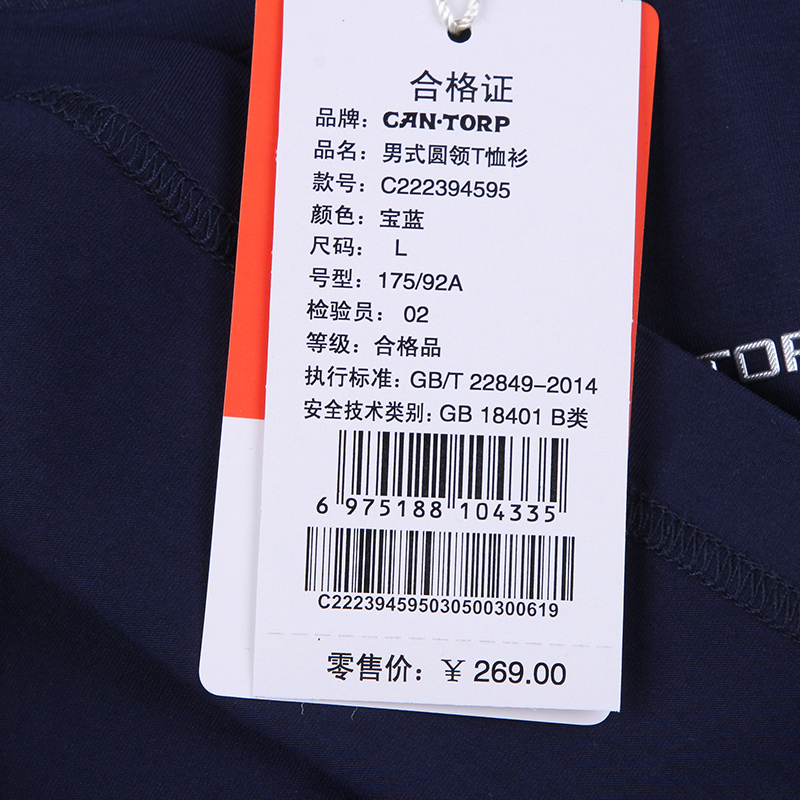 合格证
品牌：CAN·TORP
品名：男式圆领T恤衫
款号：C222394595
颜色：宝蓝
尺码： L
号型：175/92A
检验员： 02
等级：合格品
执行标准：GB/T 22849-2014
安全技术类别：GB 18401 B类
6 975188 104335
C222394595030500300619
零售价：￥ 269.00
TOR